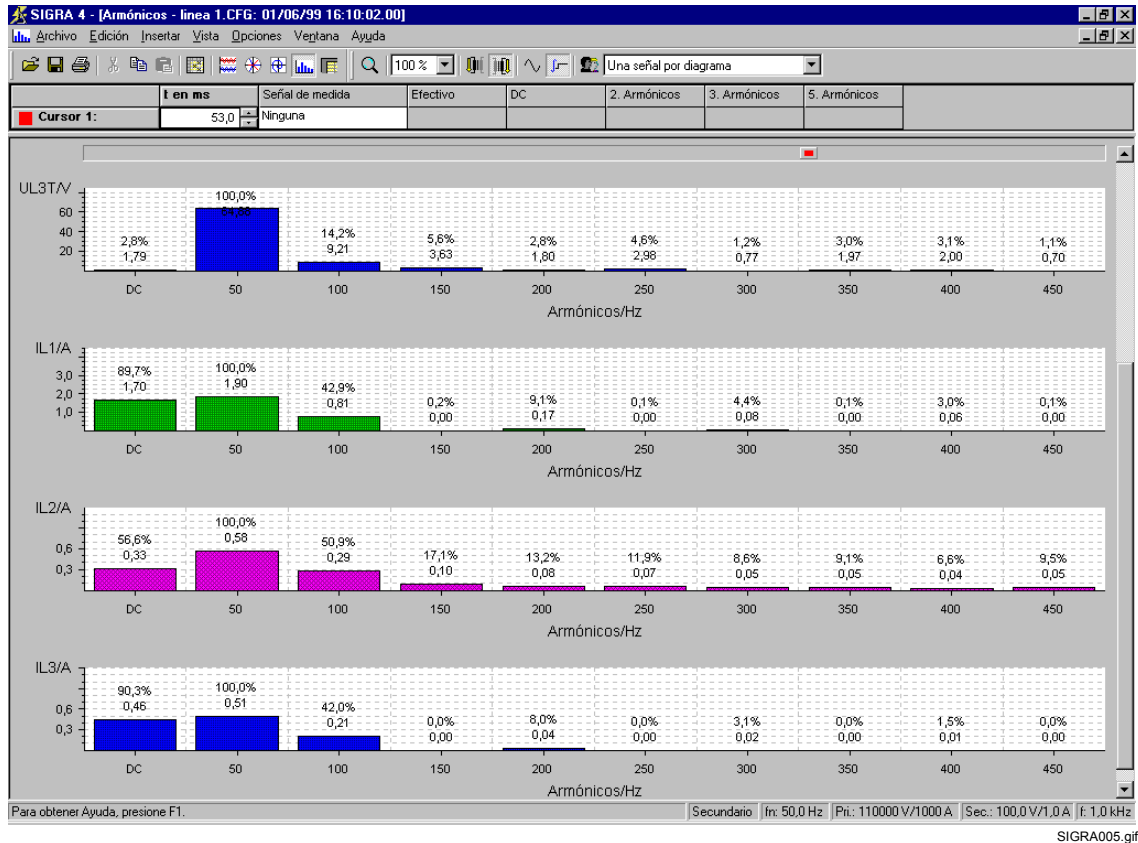 SIGRA 4 - [Armónicos - linea 1.CFG: 01/06/99 16:10:02.00]
Archivo Edición Insertar Vista Opciones Ventana Ayuda
100 % Una señal por diagrama
t en ms Señal de medida Efectivo DC 2. Armónicos 3. Armónicos 5. Armónicos
Cursor 1: 53,0 Ninguna
UL3T/V
60
40
20
2,8% 100,0% 14,2% 5,6% 2,8% 4,6% 1,2% 3,0% 3,1% 1,1%
1,79 9,21 3,63 1,80 2,98 0,77 1,97 2,00 0,70
DC 50 100 150 200 250 300 350 400 450
Armónicos/Hz
IL1/A
3,0
2,0
1,0
89,7% 100,0% 42,9% 0,2% 9,1% 0,1% 4,4% 0,1% 3,0% 0,1%
1,70 1,90 0,81 0,00 0,17 0,00 0,08 0,00 0,06 0,00
DC 50 100 150 200 250 300 350 400 450
Armónicos/Hz
IL2/A
0,6
0,3
56,6% 100,0% 50,9% 17,1% 13,2% 11,9% 8,6% 9,1% 6,6% 9,5%
0,33 0,58 0,29 0,10 0,08 0,07 0,05 0,05 0,04 0,05
DC 50 100 150 200 250 300 350 400 450
Armónicos/Hz
IL3/A
0,6
0,3
90,3% 100,0% 42,0% 0,0% 8,0% 0,0% 3,1% 0,0% 1,5% 0,0%
0,46 0,51 0,21 0,00 0,04 0,00 0,02 0,00 0,01 0,00
DC 50 100 150 200 250 300 350 400 450
Armónicos/Hz
Para obtener Ayuda, presione F1. Secundario fn: 50,0 Hz Pri.: 110000 V/1000 A Sec.: 100,0 V/1,0 A f: 1,0 kHz
SIGRA005.gif